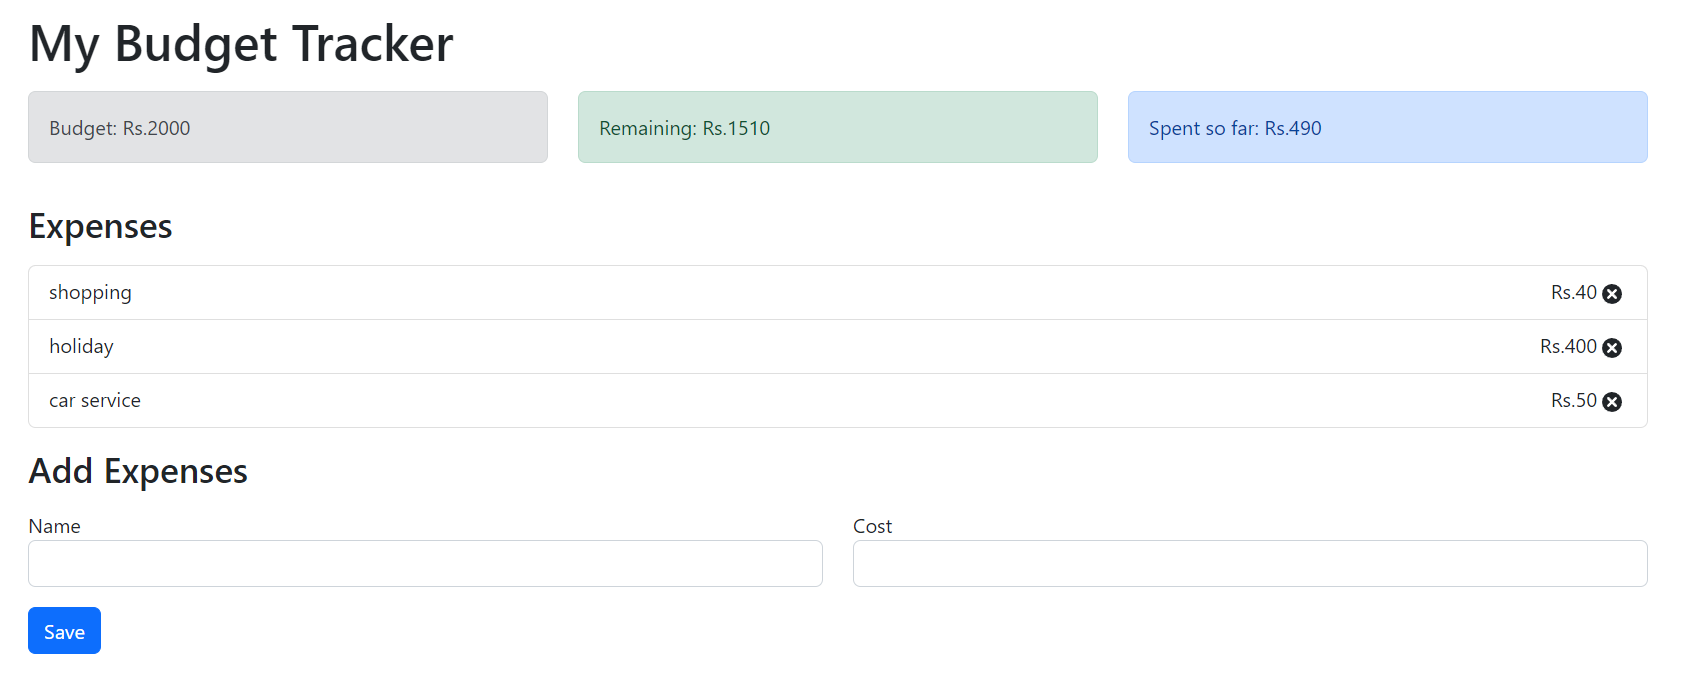 My Budget Tracker
Budget: Rs.2000
Remaining: Rs.1510
Spent so far: Rs.490
Expenses
shopping Rs.40
holiday Rs.400
car service Rs.50
Add Expenses
Name
Cost
Save